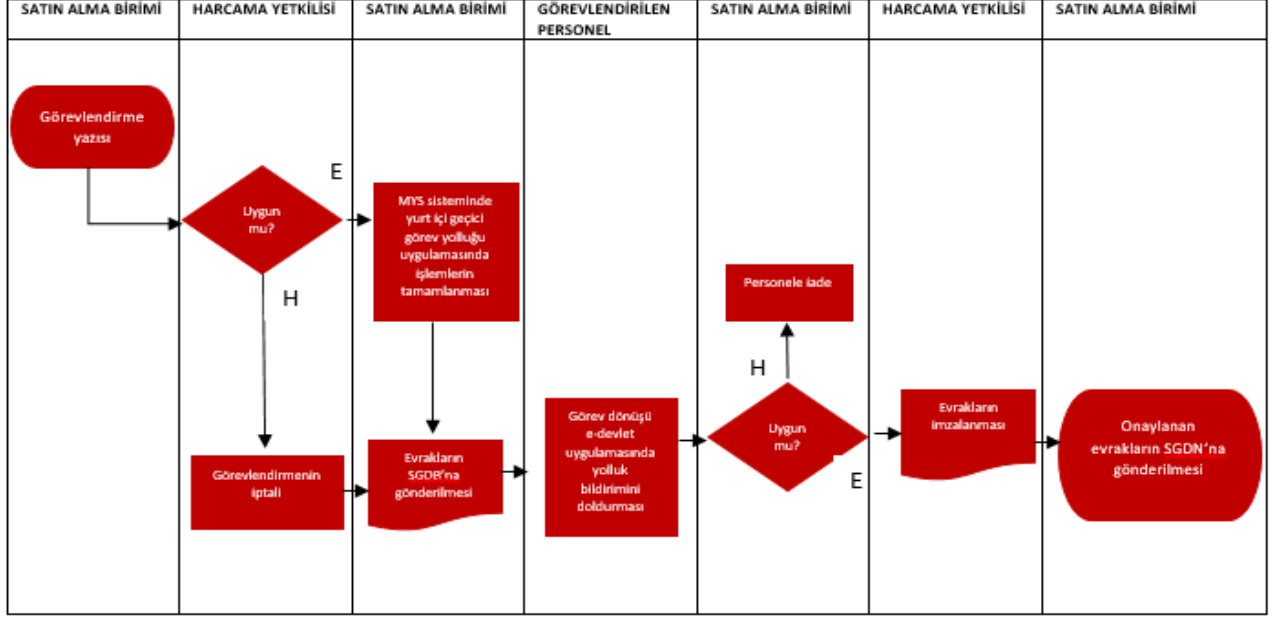 SATIN ALMA BİRİMİ
HARCAMA YETKİLİSİ
SATIN ALMA BİRİMİ
GÖREVLENDİRİLEN
PERSONEL
SATIN ALMA BİRİMİ
HARCAMA YETKİLİSİ
SATIN ALMA BİRİMİ
Görevlendirme
yazısı
Uygun
mu?
E
H
MYS sisteminde
yurt içi geçici
görev yolluğu
uygulamasında
işlemlerin
tamamlanması
Görevlendirmenin
iptali
Evrakların
SGDB'na
gönderilmesi
Görev dönüşü
e-devlet
uygulamasında
yolluk
bildirimini
doldurması
Personele iade
H
Uygun
mu?
E
Evrakların
imzalanması
Onaylanan
evrakların SGDN'na
gönderilmesi